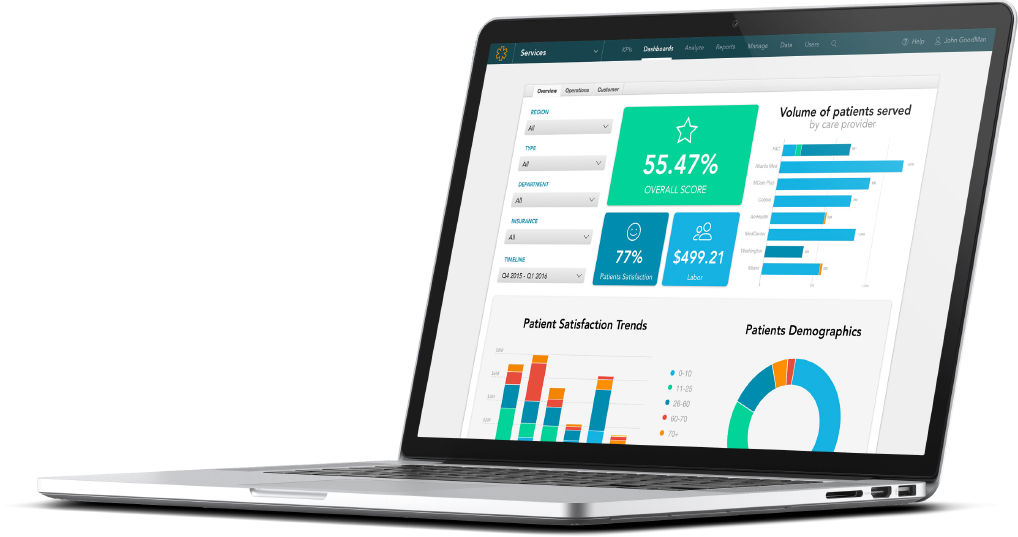 Services
KPIs Dashboards Analyze Reports Manage Data Users
Help John GoodMan
Overview Operations Customer
REGION
All
TYPE
All
DEPARTMENT
All
INSURANCE
All
TIMELINE
Q4 2015 - Q1 2016
55.47%
OVERALL SCORE
77%
Patients Satisfaction
$499.21
Labor
Volume of patients served
by care provider
Washington
Miami
Patient Satisfaction Trends
0-10
11-25
26-60
60-70
70+
Patients Demographics